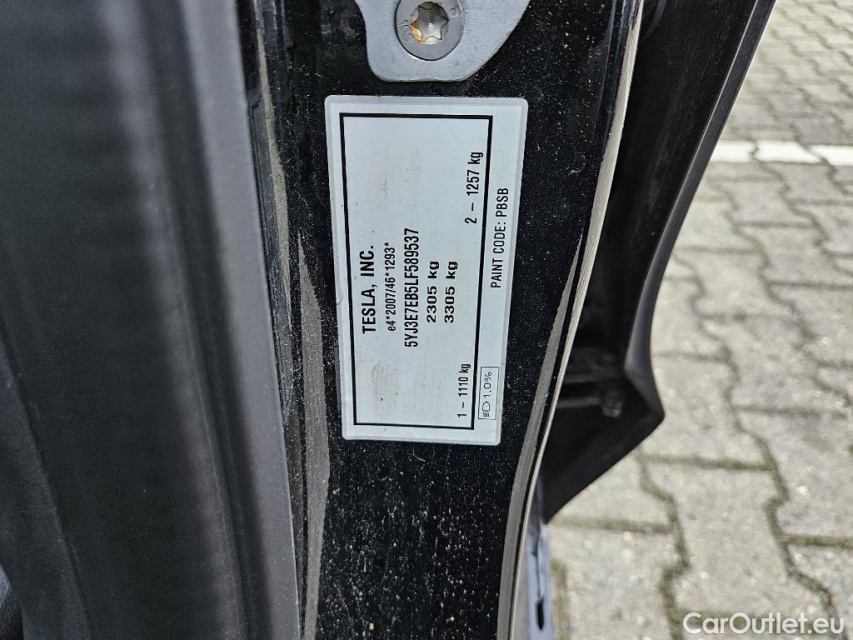 TESLA, INC.
e4*2007/46*1293*
5YJ3E7EB5LF589537
2305 kg
3305 kg
1 - 1110 kg
2 - 1257 kg
1,0%
PAINT CODE: PBSB
CarOutlet.eu